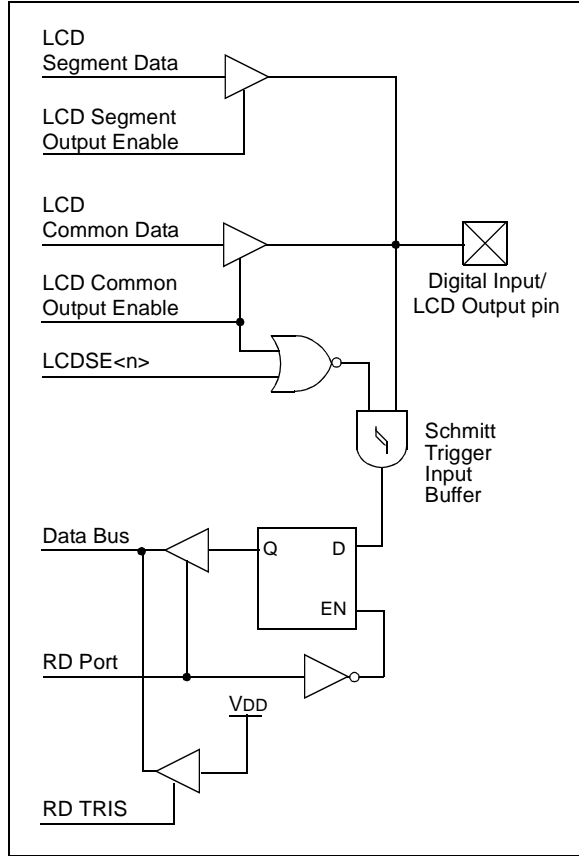 LCD
Segment Data
LCD Segment
Output Enable
LCD
Common Data
LCD Common
Output Enable
Digital Input/
LCD Output pin
LCDSE<n>
Schmitt
Trigger
Input
Buffer
Data Bus
Q
D
EN
RD Port
VDD
RD TRIS